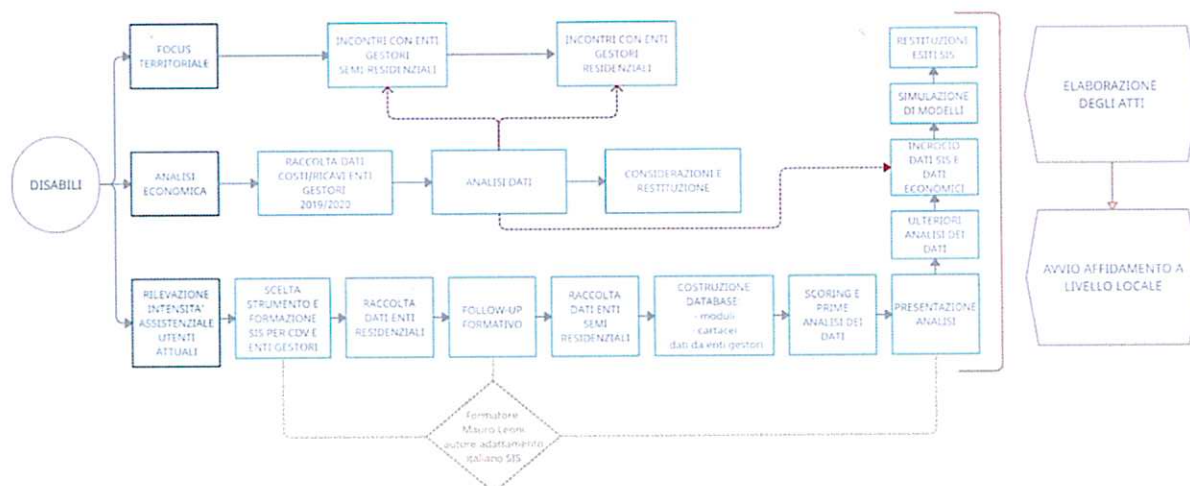 DISABILI
FOCUS
TERRITORIALE
INCONTRI CON ENTI
GESTORI
SEMI-RESIDENZIALI
INCONTRI CON ENTI
GESTORI
RESIDENZIALI
ANALISI
ECONOMICA
RACCOLTA DATI
COSTI/RICAVI ENTI
GESTORI
2019/2020
ANALISI DATI
CONSIDERAZIONI E
RESTITUZIONE
RILEVAZIONE
INTENSITA'
ASSISTENZIALE
UTENTI
ATTUALI
SCELTA
STRUMENTO E
FORMAZIONE
SIS PER CDV E
ENTI GESTORI
RACCOLTA
DATI ENTI
RESIDENZIALI
FOLLOW-UP
FORMATIVO
RACCOLTA
DATI ENTI
SEMI
RESIDENZIALI
COSTRUZIONE
DATABASE
- moduli
- cartacei
dati da enti gestori
SCORING E
PRIME
ANALISI DEI
DATI
PRESENTAZIONE
ANALISI
ULTERIORI
ANALISI DEI
DATI
INCROCIO
DATI SIS E
DATI
ECONOMICI
SIMULAZIONE
DI MODELLI
RESTITUZIONI
ESITI SIS
Formatore
Mauro Leoni
autore adattamento
italiano SIS
ELABORAZIONE
DEGLI ATTI
AVVIO AFFIDAMENTO A
LIVELLO LOCALE